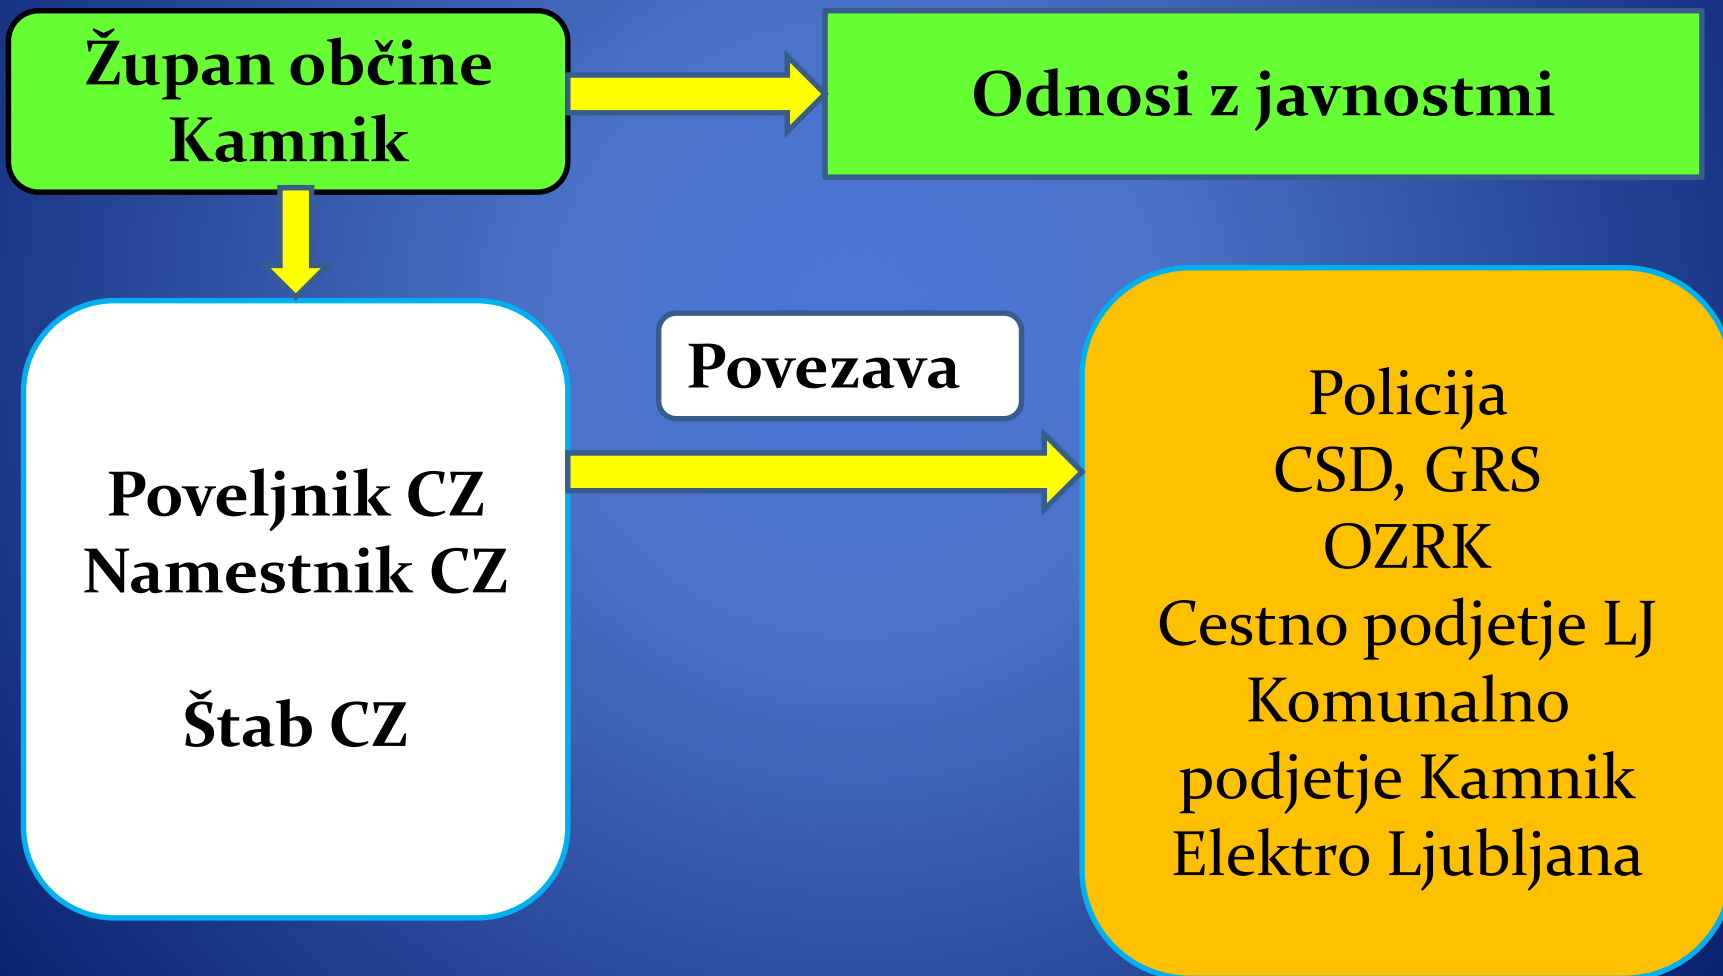 Župan občine
Kamnik
Odnosi z javnostmi
Poveljnik CZ
Namestnik CZ
Štab CZ
Povezava
Policija
CSD, GRS
OZRK
Cestno podjetje LJ
Komunalno
podjetje Kamnik
Elektro Ljubljana